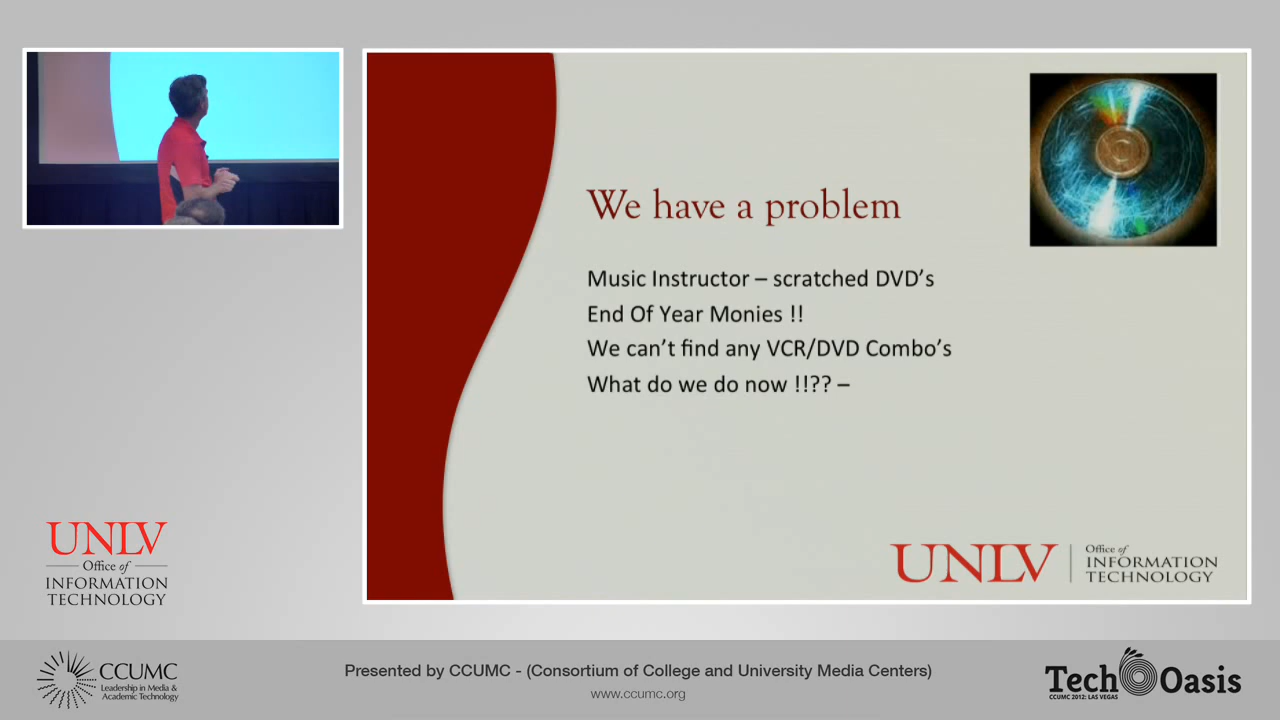 We have a problem
Music Instructor – scratched DVD's
End Of Year Monies !!
We can't find any VCR/DVD Combo's
What do we do now !!?? –
UNLV
Office of
INFORMATION
TECHNOLOGY
UNLV
Office of
INFORMATION
TECHNOLOGY
CCUMC
Leadership in Media &
Academic Technology
Presented by CCUMC - (Consortium of College and University Media Centers)
www.ccumc.org
Tech Oasis
CCUMC 2012: LAS VEGAS